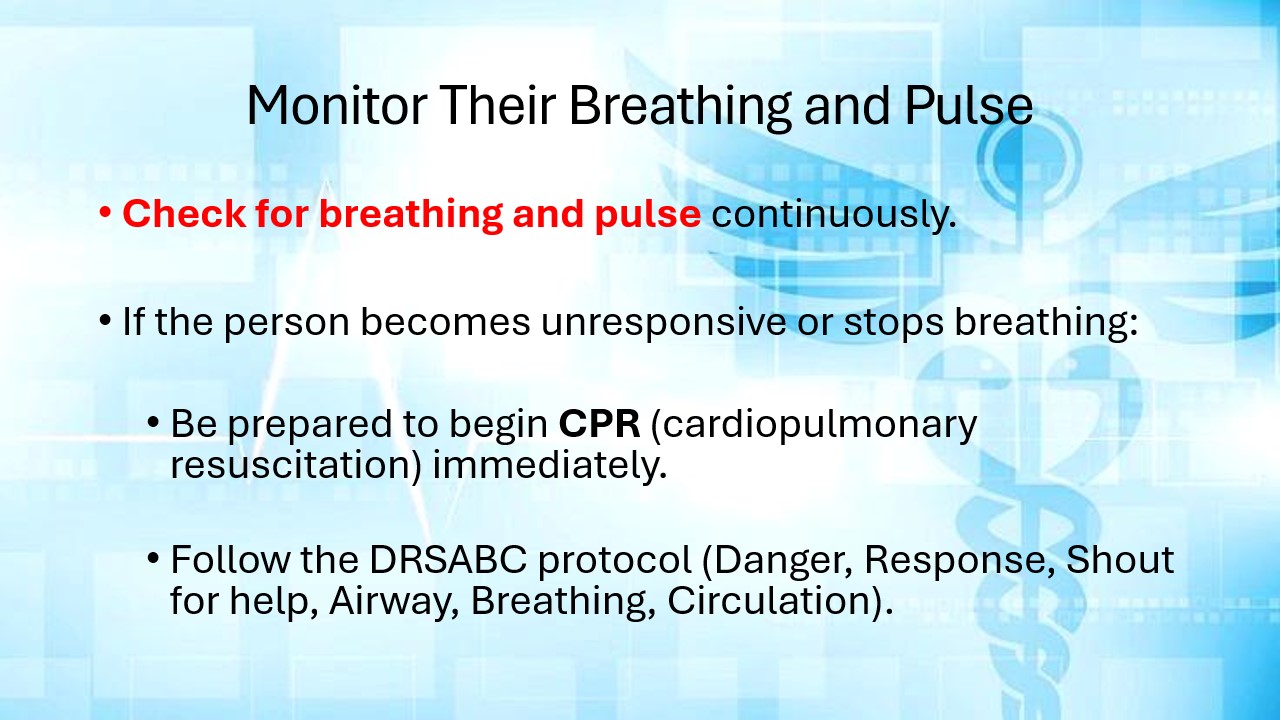 Monitor Their Breathing and Pulse
• Check for breathing and pulse continuously.
• If the person becomes unresponsive or stops breathing:
• Be prepared to begin CPR (cardiopulmonary
resuscitation) immediately.
• Follow the DRSABC protocol (Danger, Response, Shout
for help, Airway, Breathing, Circulation).